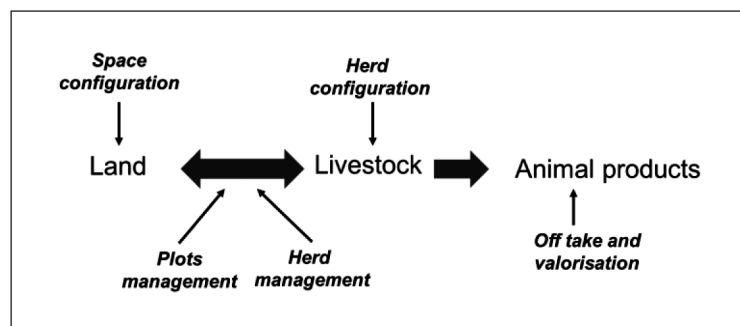 Space
configuration
Herd
configuration
Land
Livestock
Animal products
Plots
management
Herd
management
Off take and
valorisation